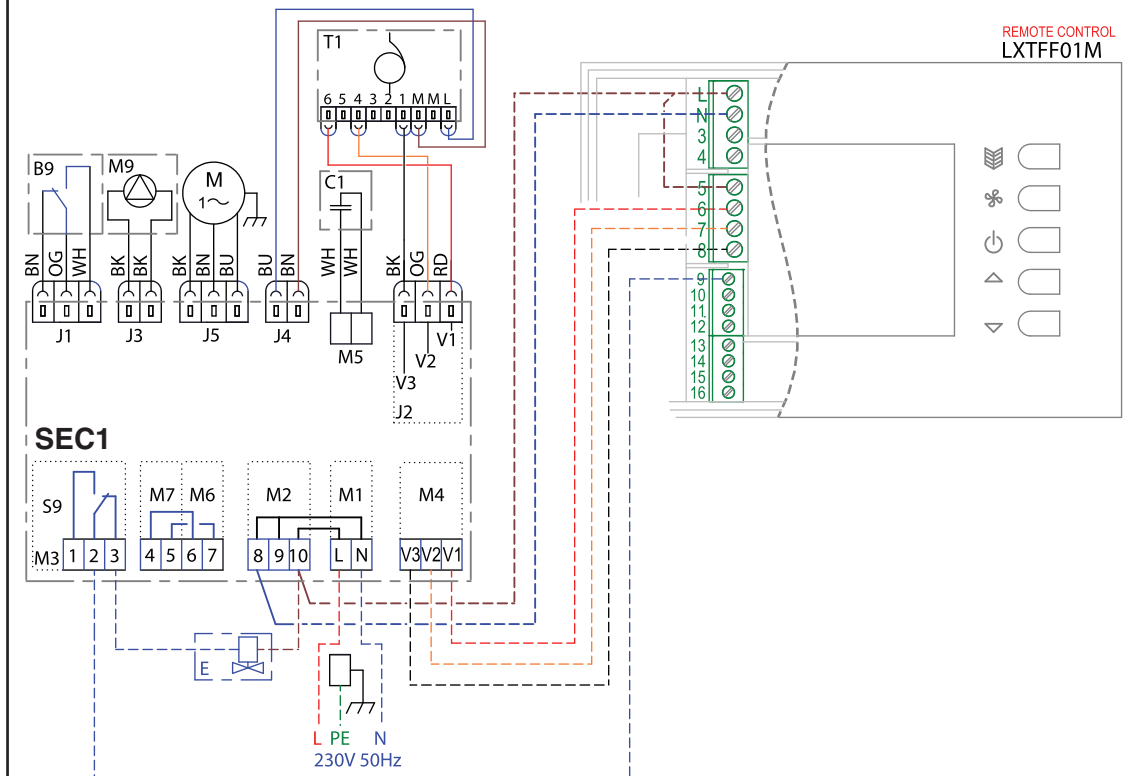 REMOTE CONTROL
LXTFF01M
T1
6 5 4 3 2 1 M M L
L
N
3
4
5
6
7
8
9
10
11
12
13
14
15
16
B9
M9
M
1~
C1
BN OG WH BK BK BK BN BU BU BN WH WH BK OG RD
J1 J3 J5 J4 M5
V1
V2
V3
J2
SEC1
S9 M7 M6 M2 M1 M4
M3 1 2 3 4 5 6 7 8 9 10 L N V3 V2 V1
E
L PE N
230V 50Hz